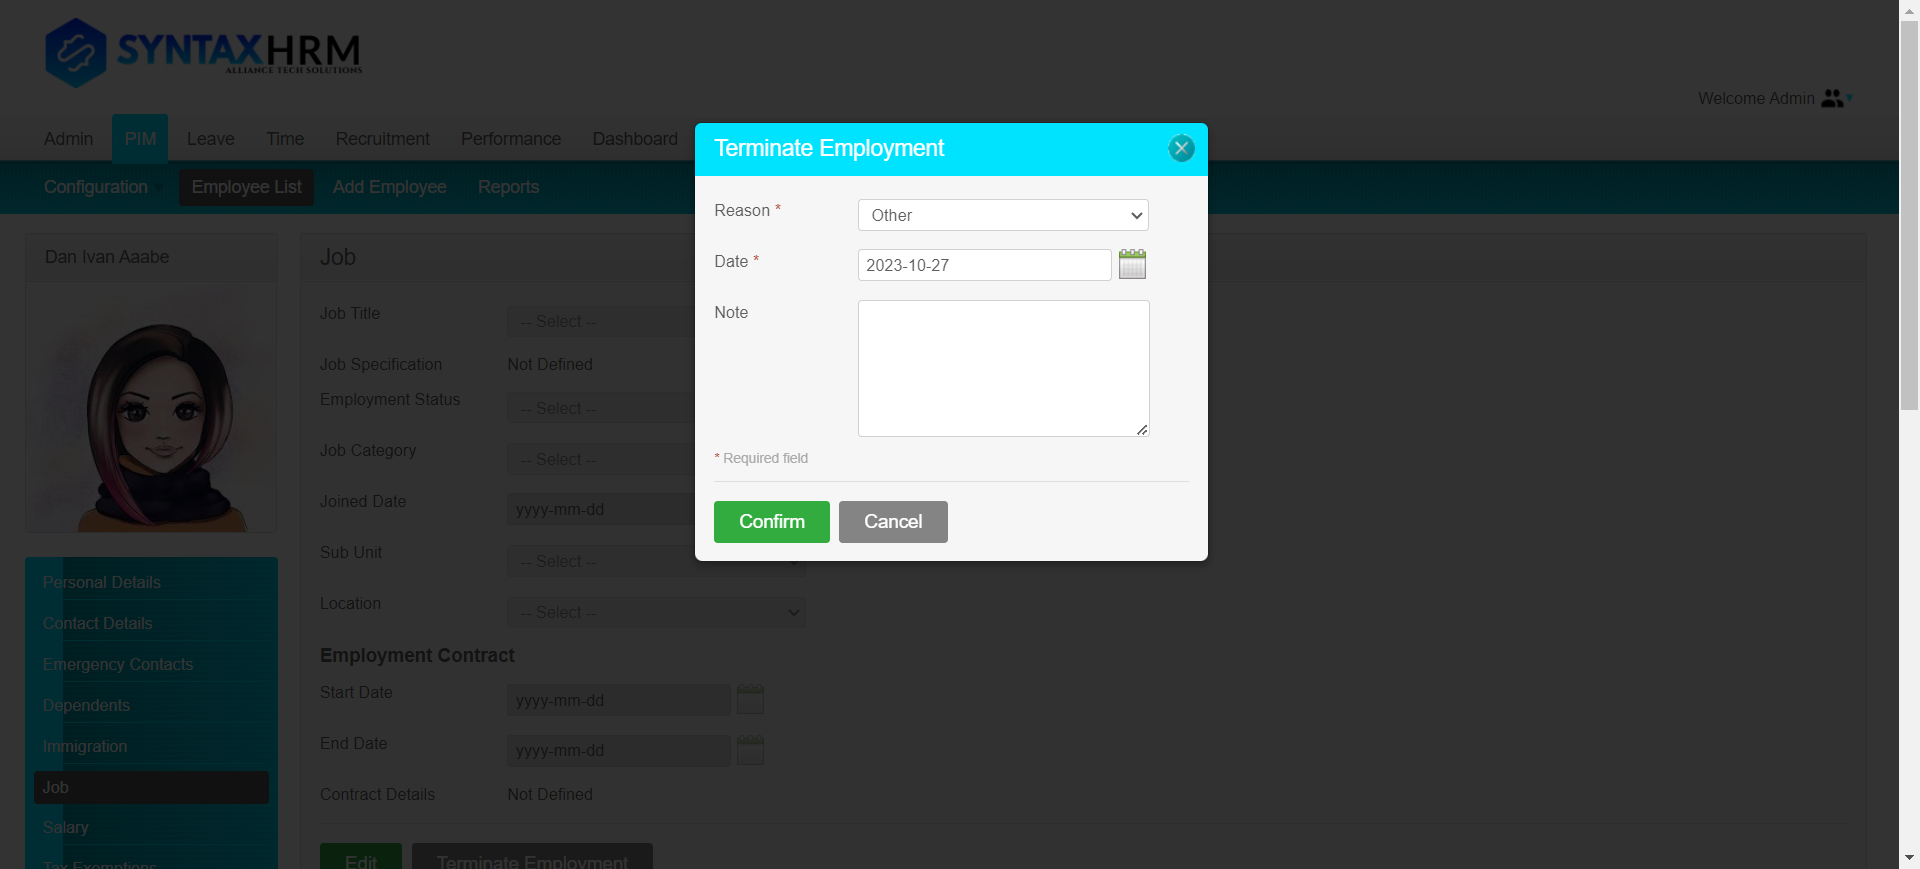 SYNTAXHRM
ALLIANCE TECH SOLUTIONS
Welcome Admin
Admin
PIM
Leave
Time
Recruitment
Performance
Dashboard
Configuration
Employee List
Add Employee
Reports
Dan Ivan Aaabe
Personal Details
Contact Details
Emergency Contacts
Dependents
Immigration
Job
Salary
Tax Exemptions
Job
Job Title
-- Select --
Job Specification
Not Defined
Employment Status
-- Select --
Job Category
-- Select --
Joined Date
yyyy-mm-dd
Sub Unit
-- Select --
Location
-- Select --
Employment Contract
Start Date
yyyy-mm-dd
End Date
yyyy-mm-dd
Contract Details
Not Defined
Edit
Terminate Employment
Terminate Employment
Reason *
Other
Date *
2023-10-27
Note
* Required field
Confirm
Cancel